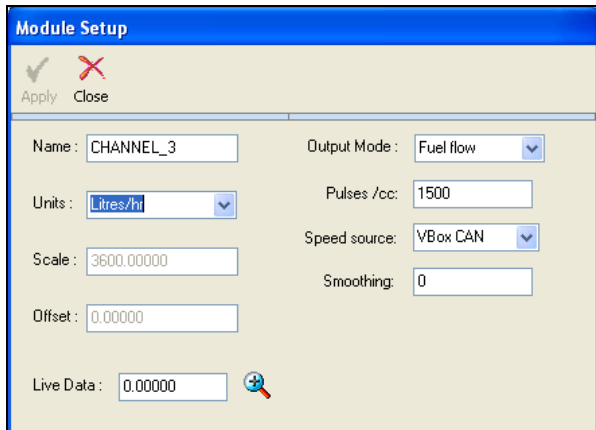 Module Setup
Apply Close
Name : CHANNEL_3
Units : Litres/hr
Scale : 3600.00000
Offset : 0.00000
Live Data : 0.00000
Output Mode : Fuel flow
Pulses /cc: 1500
Speed source: VBox CAN
Smoothing: 0